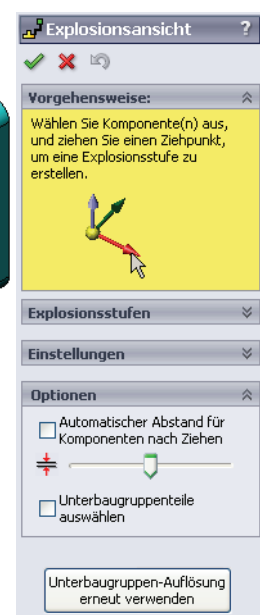 Explosionsansicht ?
Vorgehensweise:
Wählen Sie Komponente(n) aus,
und ziehen Sie einen Ziehpunkt,
um eine Explosionsstufe zu
erstellen.
Explosionsstufen
Einstellungen
Optionen
Automatischer Abstand für
Komponenten nach Ziehen
Unterbaugruppenteile
auswählen
Unterbaugruppen-Auflösung
erneut verwenden